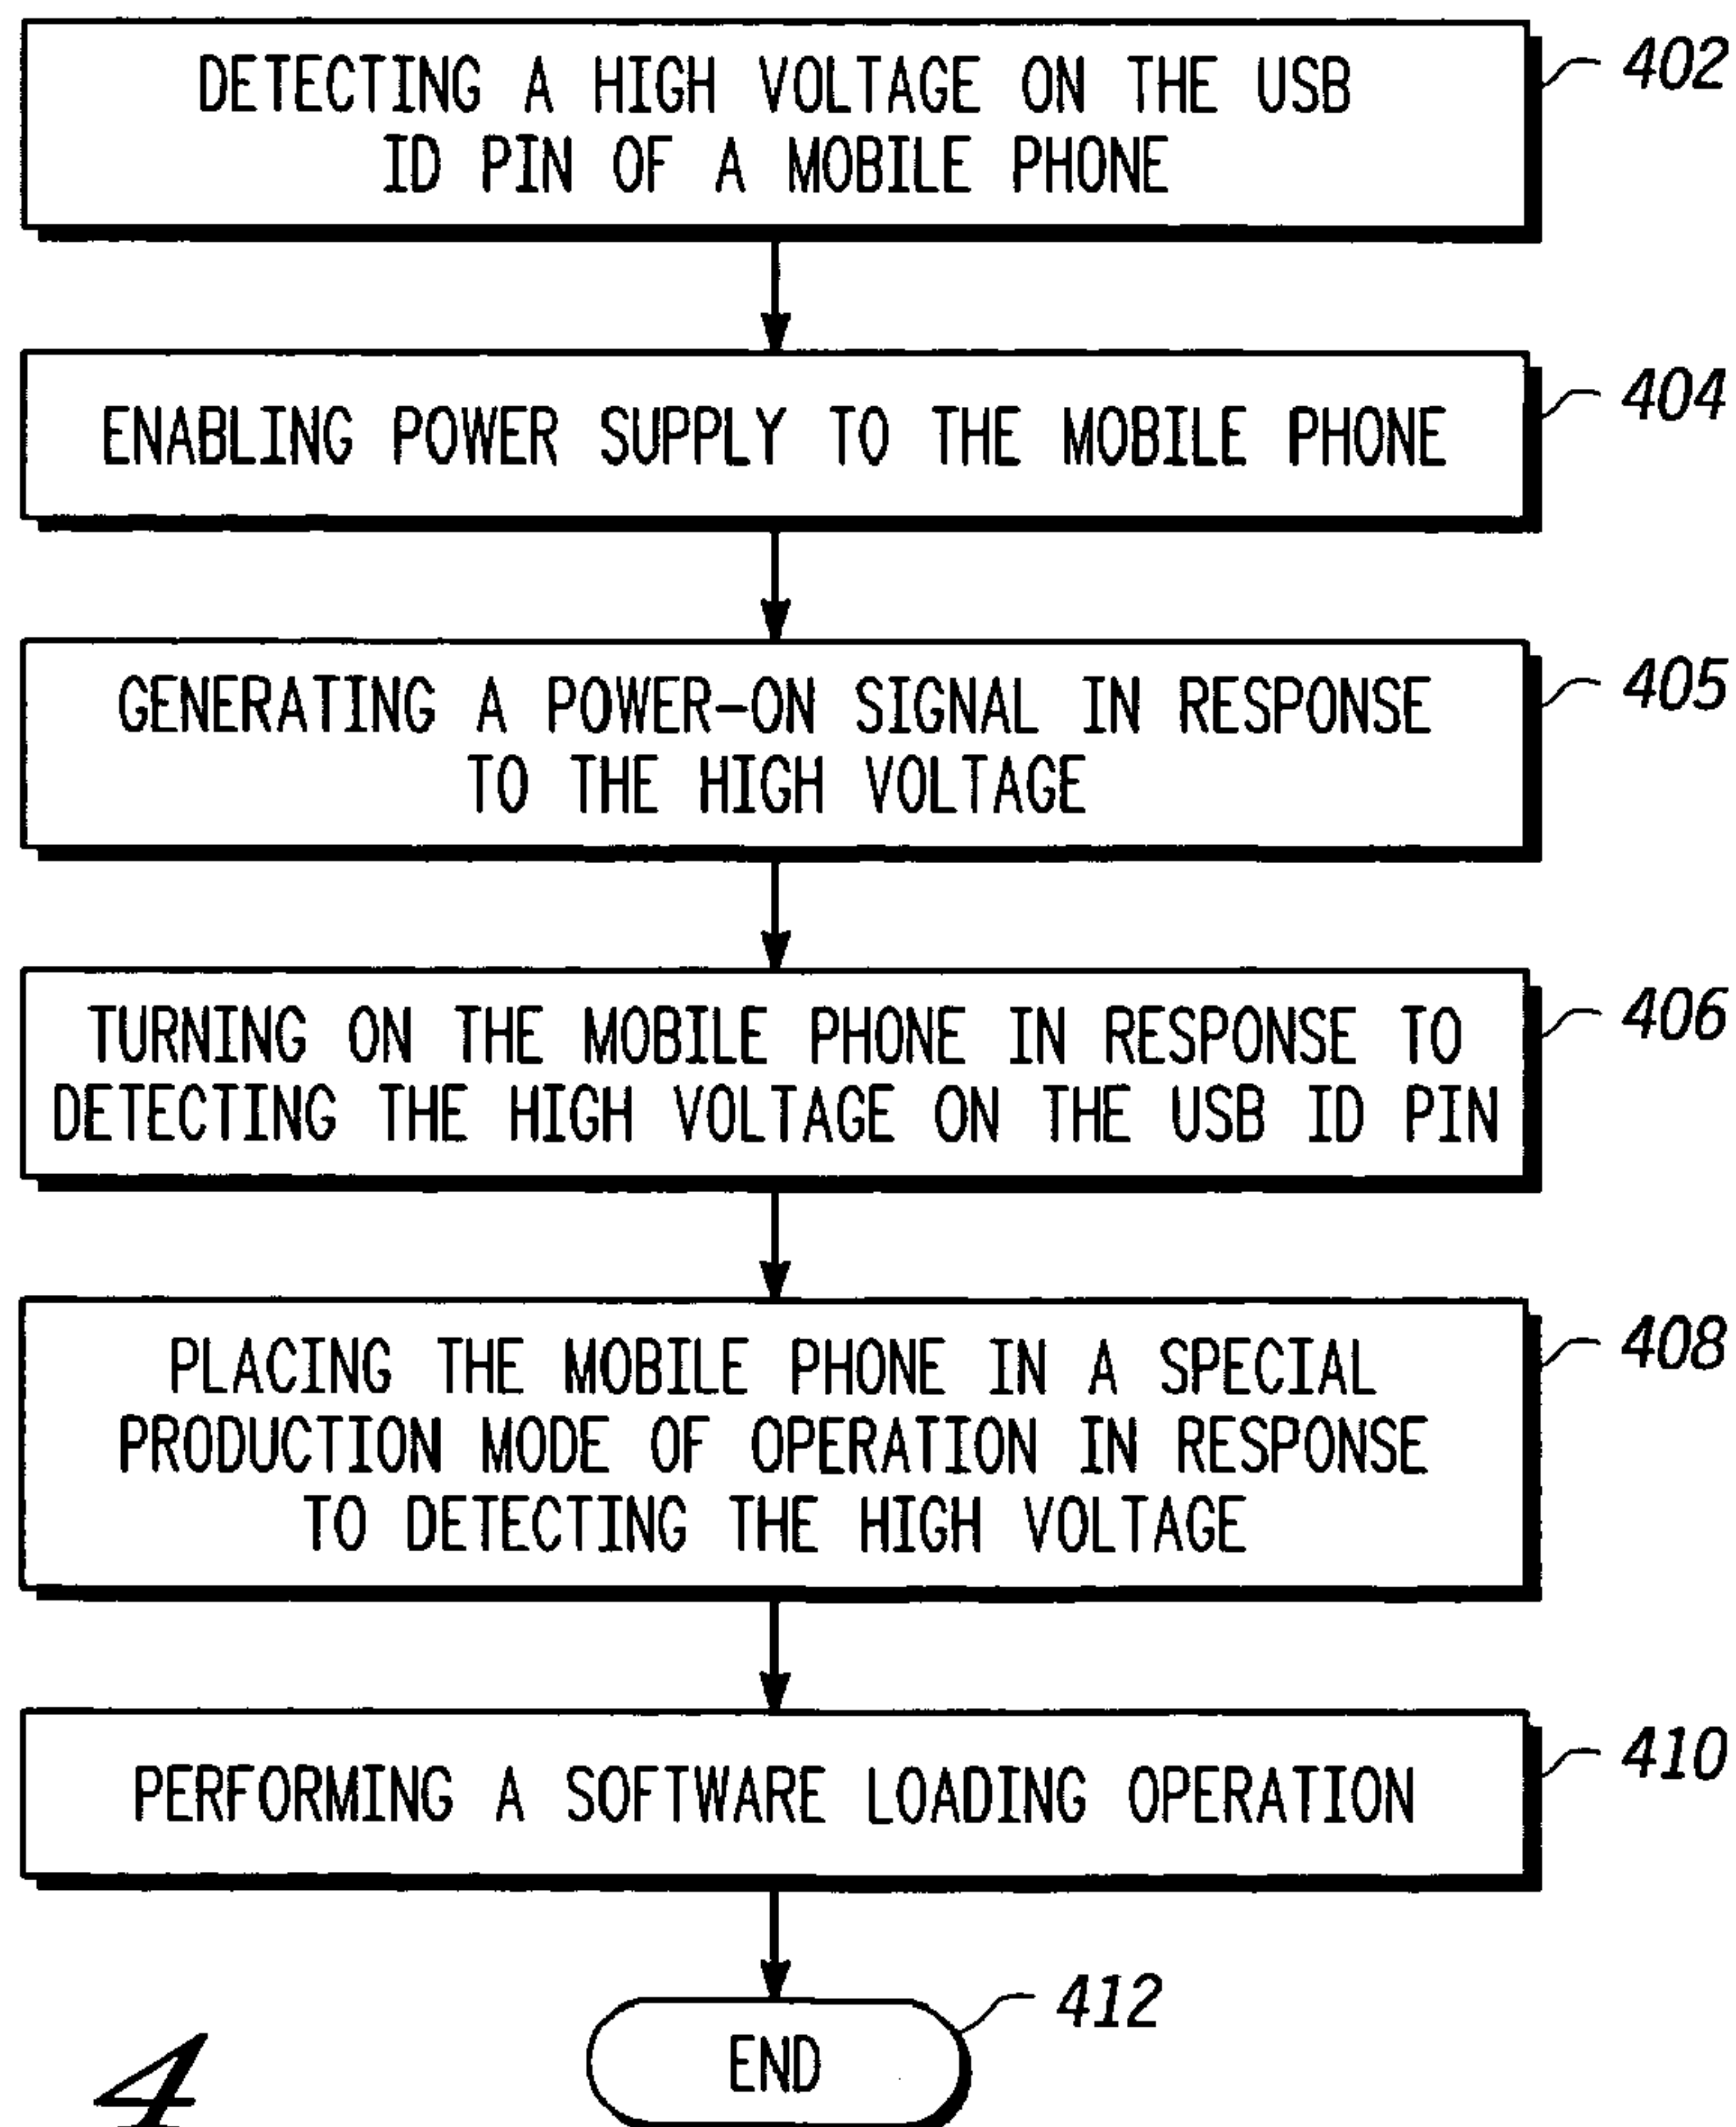 DETECTING A HIGH VOLTAGE ON THE USB
ID PIN OF A MOBILE PHONE
402
ENABLING POWER SUPPLY TO THE MOBILE PHONE
404
GENERATING A POWER-ON SIGNAL IN RESPONSE
TO THE HIGH VOLTAGE
405
TURNING ON THE MOBILE PHONE IN RESPONSE TO
DETECTING THE HIGH VOLTAGE ON THE USB ID PIN
406
PLACING THE MOBILE PHONE IN A SPECIAL
PRODUCTION MODE OF OPERATION IN RESPONSE
TO DETECTING THE HIGH VOLTAGE
408
PERFORMING A SOFTWARE LOADING OPERATION
410
END
412
4